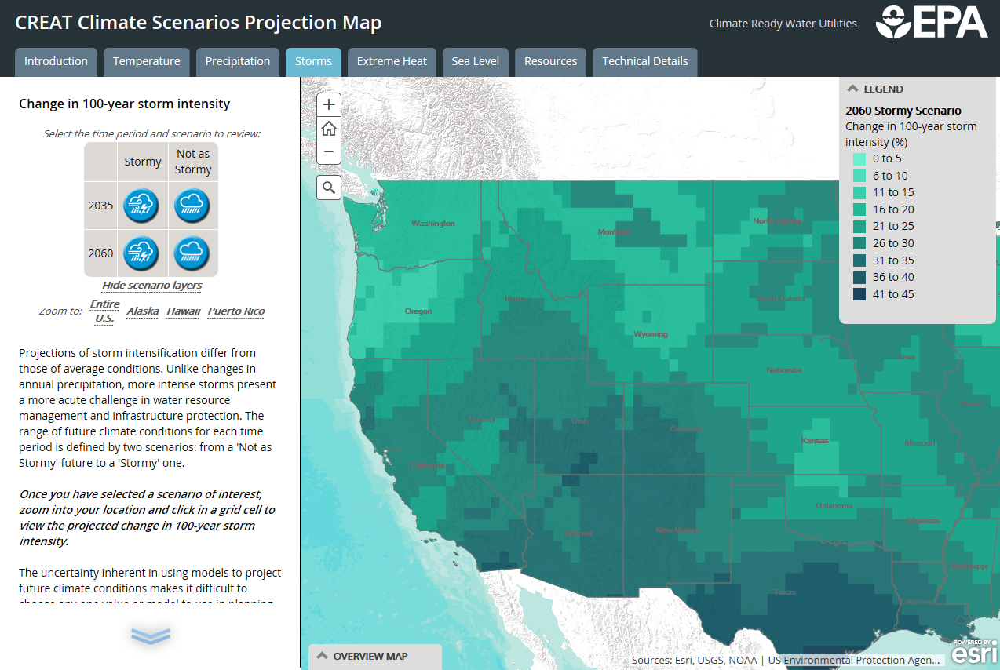 CREAT Climate Scenarios Projection Map
Climate Ready Water Utilities
EPA
Introduction
Temperature
Precipitation
Storms
Extreme Heat
Sea Level
Resources
Technical Details
Change in 100-year storm intensity
Select the time period and scenario to review:
Stormy
Not as
Stormy
2035
2060
Hide scenario layers
Zoom to:
Entire
U.S.
Alaska
Hawaii
Puerto Rico
Projections of storm intensification differ from
those of average conditions. Unlike changes in
annual precipitation, more intense storms present
a more acute challenge in water resource
management and infrastructure protection. The
range of future climate conditions for each time
period is defined by two scenarios: from a 'Not as
Stormy' future to a 'Stormy' one.
Once you have selected a scenario of interest,
zoom into your location and click in a grid cell to
view the projected change in 100-year storm
intensity.
The uncertainty inherent in using models to project
future climate conditions makes it difficult to
choose any one value or model to use in planning
+
−
LEGEND
2060 Stormy Scenario
Change in 100-year storm
intensity (%)
0 to 5
6 to 10
11 to 15
16 to 20
21 to 25
26 to 30
31 to 35
36 to 40
41 to 45
Washington
Montana
North Dakota
Oregon
Idaho
South Dakota
Wyoming
Iowa
Nebraska
Nevada
Utah
Colorado
Kansas
Missouri
California
Oklahoma
Arkansas
Arizona
New Mexico
Mississippi
Texas
Louisiana
OVERVIEW MAP
Sources: Esri, USGS, NOAA | US Environmental Protection Agen...
POWERED BY
esri